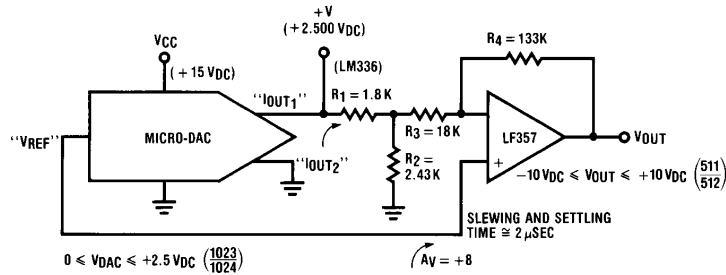 +V
(+2.500 VDC)
(LM336)
VCC
(+15 VDC)
"IOUT1"
R1 = 1.8K
R4 = 133K
"VREF"
MICRO-DAC
R3 = 18K
LF357
VOUT
"IOUT2"
R2 =
2.43K
−
+
−10 VDC ⩽ VOUT ⩽ +10 VDC (511/512)
SLEWING AND SETTLING
TIME ≅ 2 μSEC
0 ⩽ VDAC ⩽ +2.5 VDC (1023/1024)
AV = +8